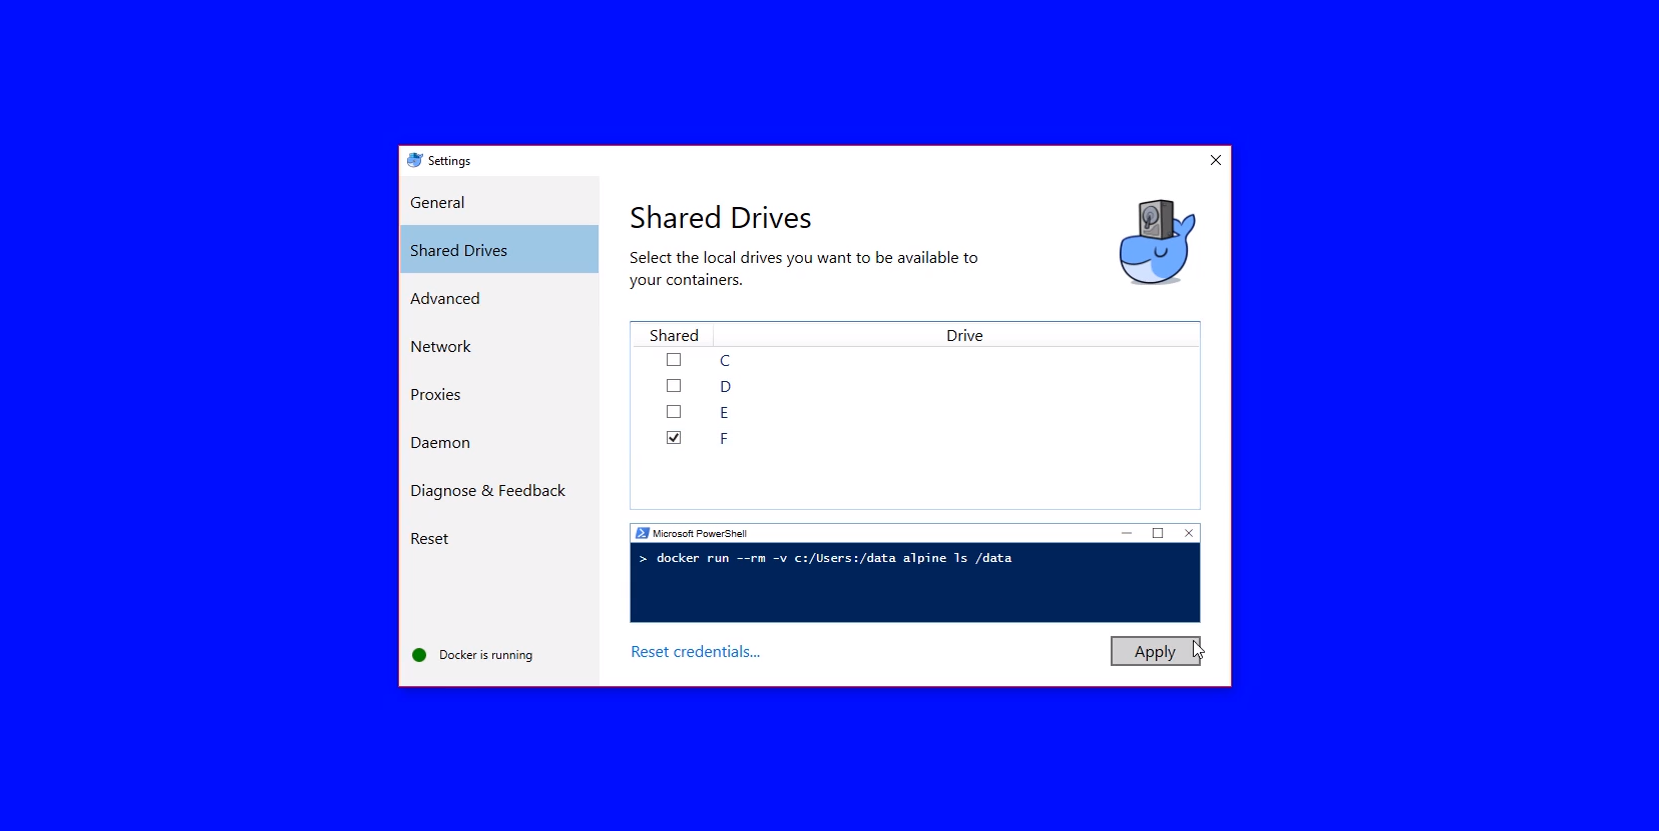 Settings
General
Shared Drives
Advanced
Network
Proxies
Daemon
Diagnose & Feedback
Reset
Docker is running
Shared Drives
Select the local drives you want to be available to
your containers.
Shared Drive
C
D
E
F
Microsoft PowerShell
> docker run --rm -v c:/Users:/data alpine ls /data
Reset credentials...
Apply